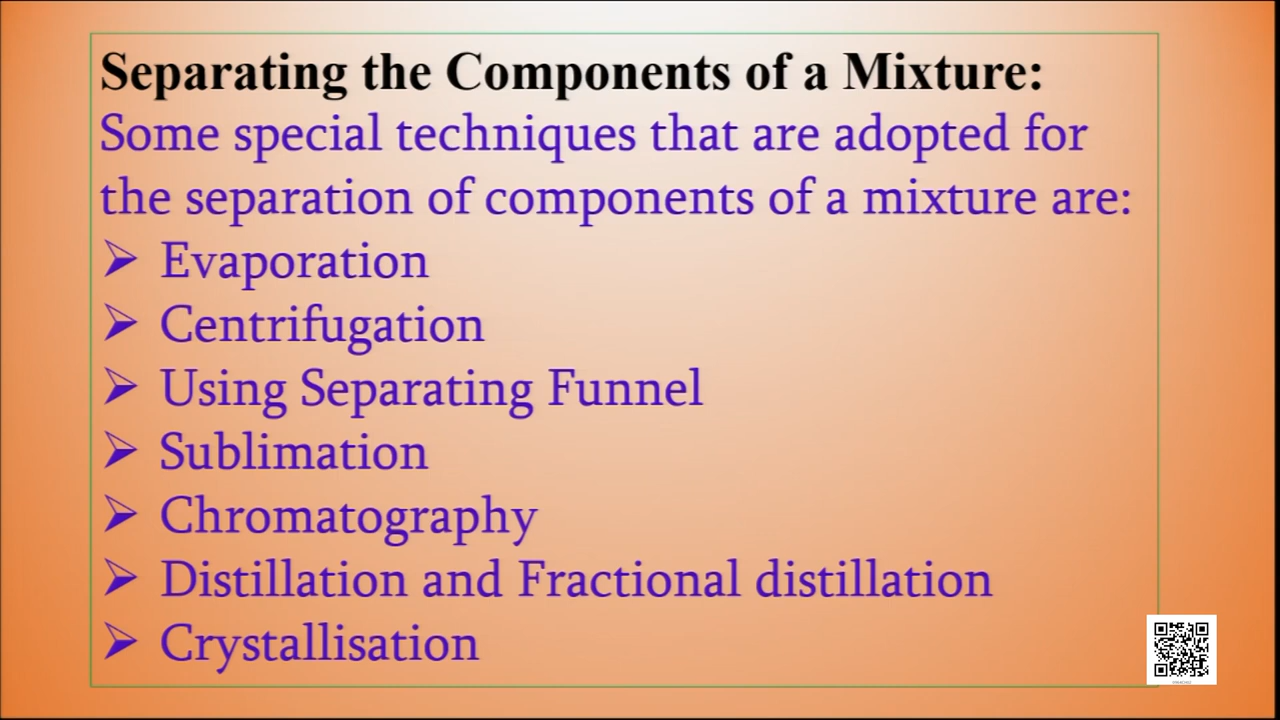 Separating the Components of a Mixture:
Some special techniques that are adopted for
the separation of components of a mixture are:
➢ Evaporation
➢ Centrifugation
➢ Using Separating Funnel
➢ Sublimation
➢ Chromatography
➢ Distillation and Fractional distillation
➢ Crystallisation